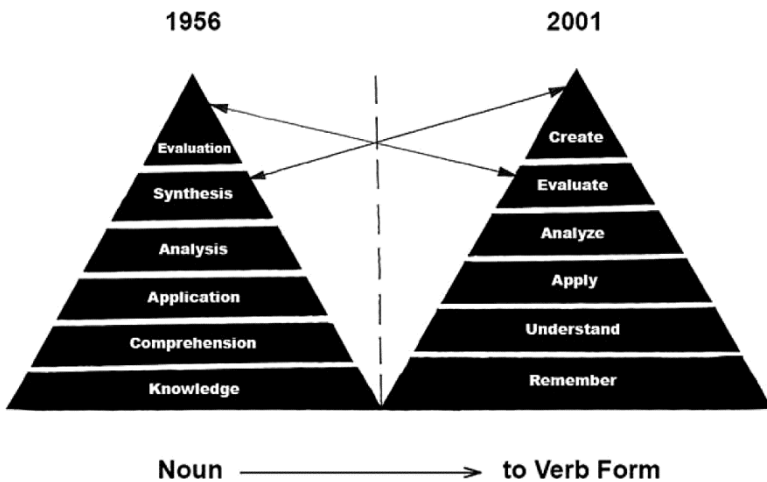 1956
2001
Evaluation
Synthesis
Analysis
Application
Comprehension
Knowledge
Create
Evaluate
Analyze
Apply
Understand
Remember
Noun
to Verb Form